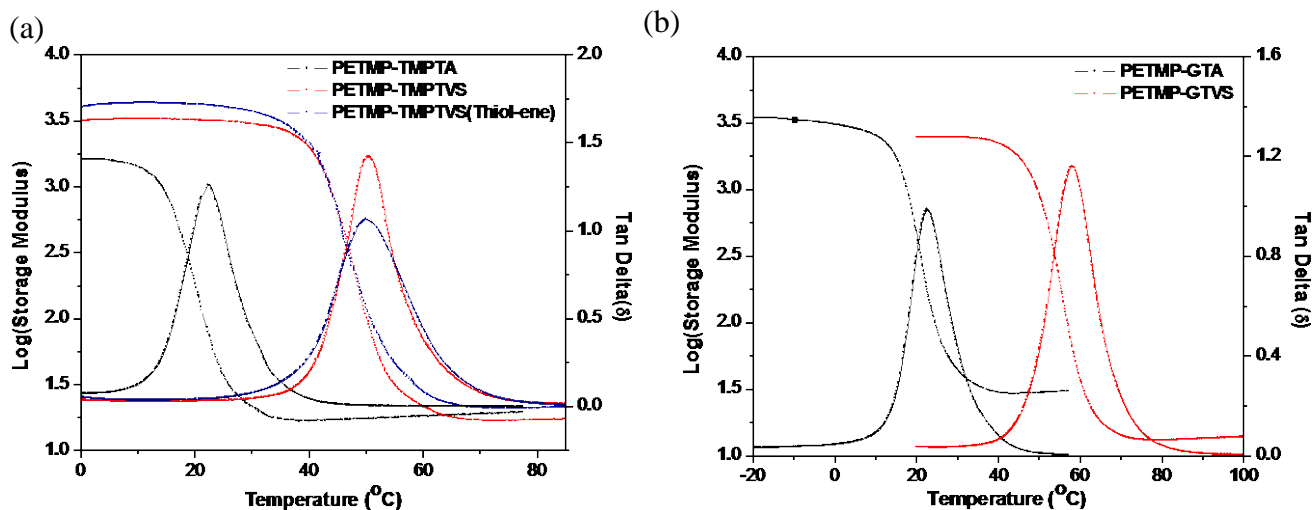 (a)
(b)
PETMP-TMPTA
PETMP-TMPTVS
PETMP-TMPTVS(Thiol-ene)
4.0
3.5
3.0
2.5
2.0
1.5
1.0
Log(Storage Modulus)
2.0
1.5
1.0
0.5
0.0
Tan Delta(δ)
0 20 40 60 80
Temperature (°C)
PETMP-GTA
PETMP-GTVS
4.0
3.5
3.0
2.5
2.0
1.5
1.0
Log(Storage Modulus)
1.6
1.2
0.8
0.4
0.0
Tan Delta (δ)
-20 0 20 40 60 80 100
Temperature (°C)